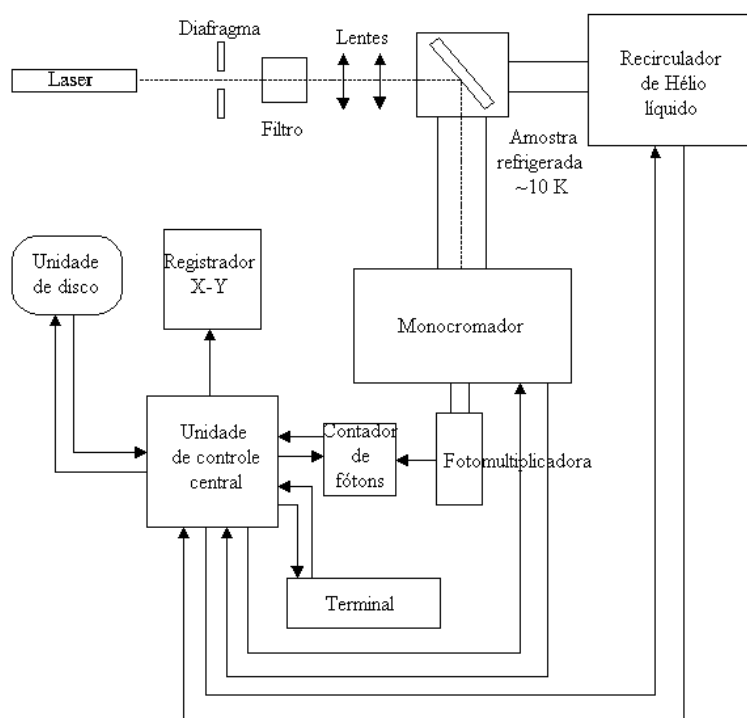 Diafragma
Lentes
Laser
Filtro
Recirculador
de Hélio
líquido
Amostra
refrigerada
~10 K
Unidade
de disco
Registrador
X-Y
Monocromador
Unidade
de controle
central
Contador
de
fótons
Fotomultiplicadora
Terminal